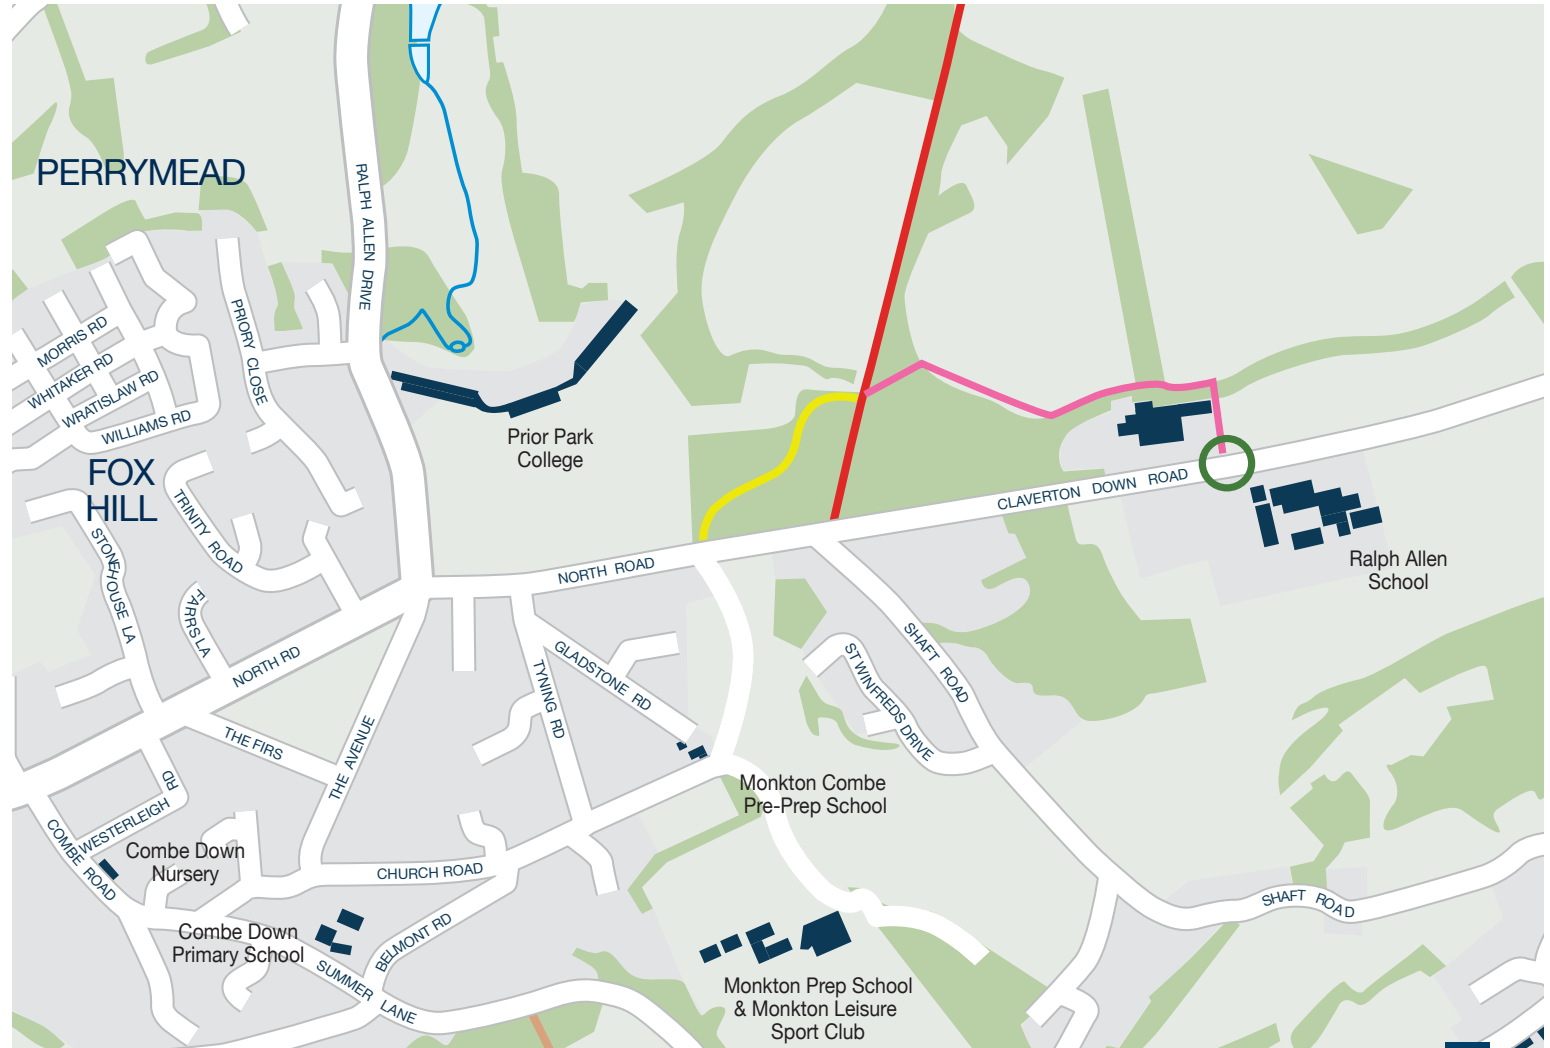 PERRYMEAD
RALPH ALLEN DRIVE
MORRIS RD
WHITAKER RD
WRATISLAW RD
WILLIAMS RD
PRIORY CLOSE
FOX
HILL
Prior Park
College
TRINITY ROAD
STONEHOUSE LA
FARRS LA
NORTH RD
NORTH ROAD
CLAVERTON DOWN ROAD
Ralph Allen
School
THE FIRS
THE AVENUE
TYNING RD
GLADSTONE RD
SHAFT ROAD
ST WINFREDS DRIVE
Monkton Combe
Pre-Prep School
WESTERLEIGH RD
COMBE ROAD
Combe Down
Nursery
CHURCH ROAD
SHAFT ROAD
Combe Down
Primary School
BELMONT RD
SUMMER LANE
Monkton Prep School
& Monkton Leisure
Sport Club